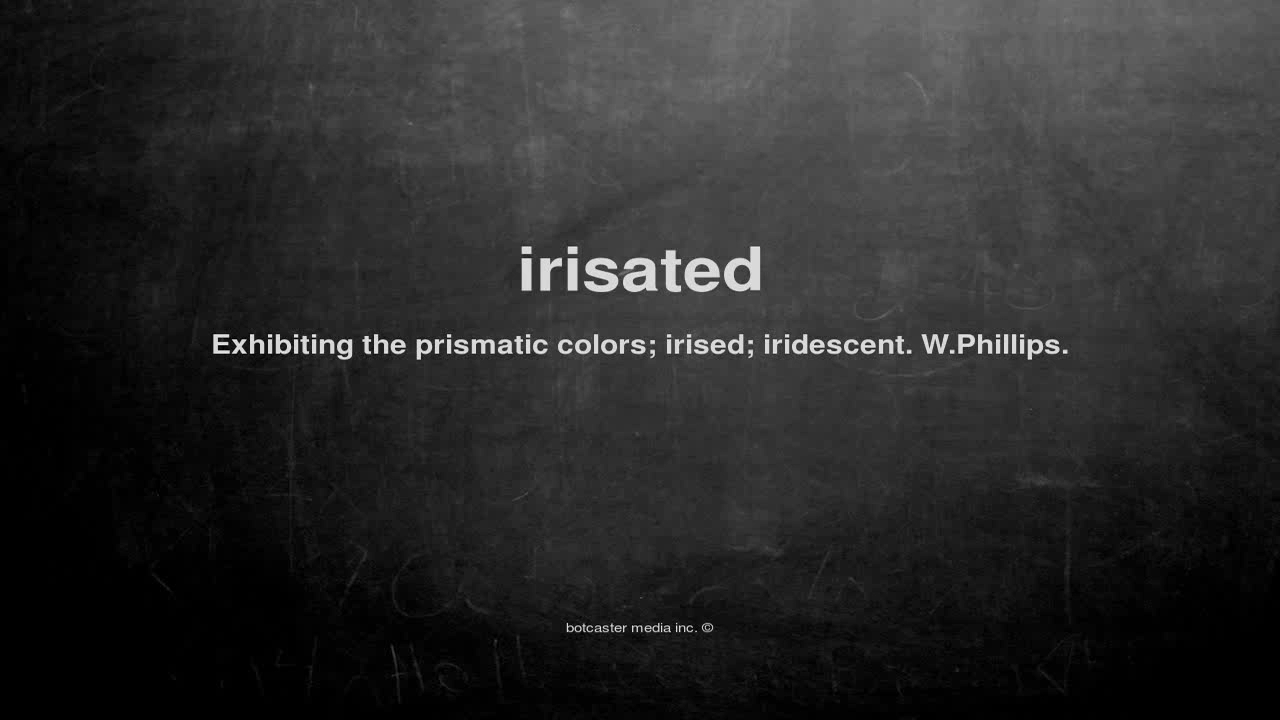 irisated
Exhibiting the prismatic colors; irised; iridescent. W.Phillips.
botcaster media inc. ©